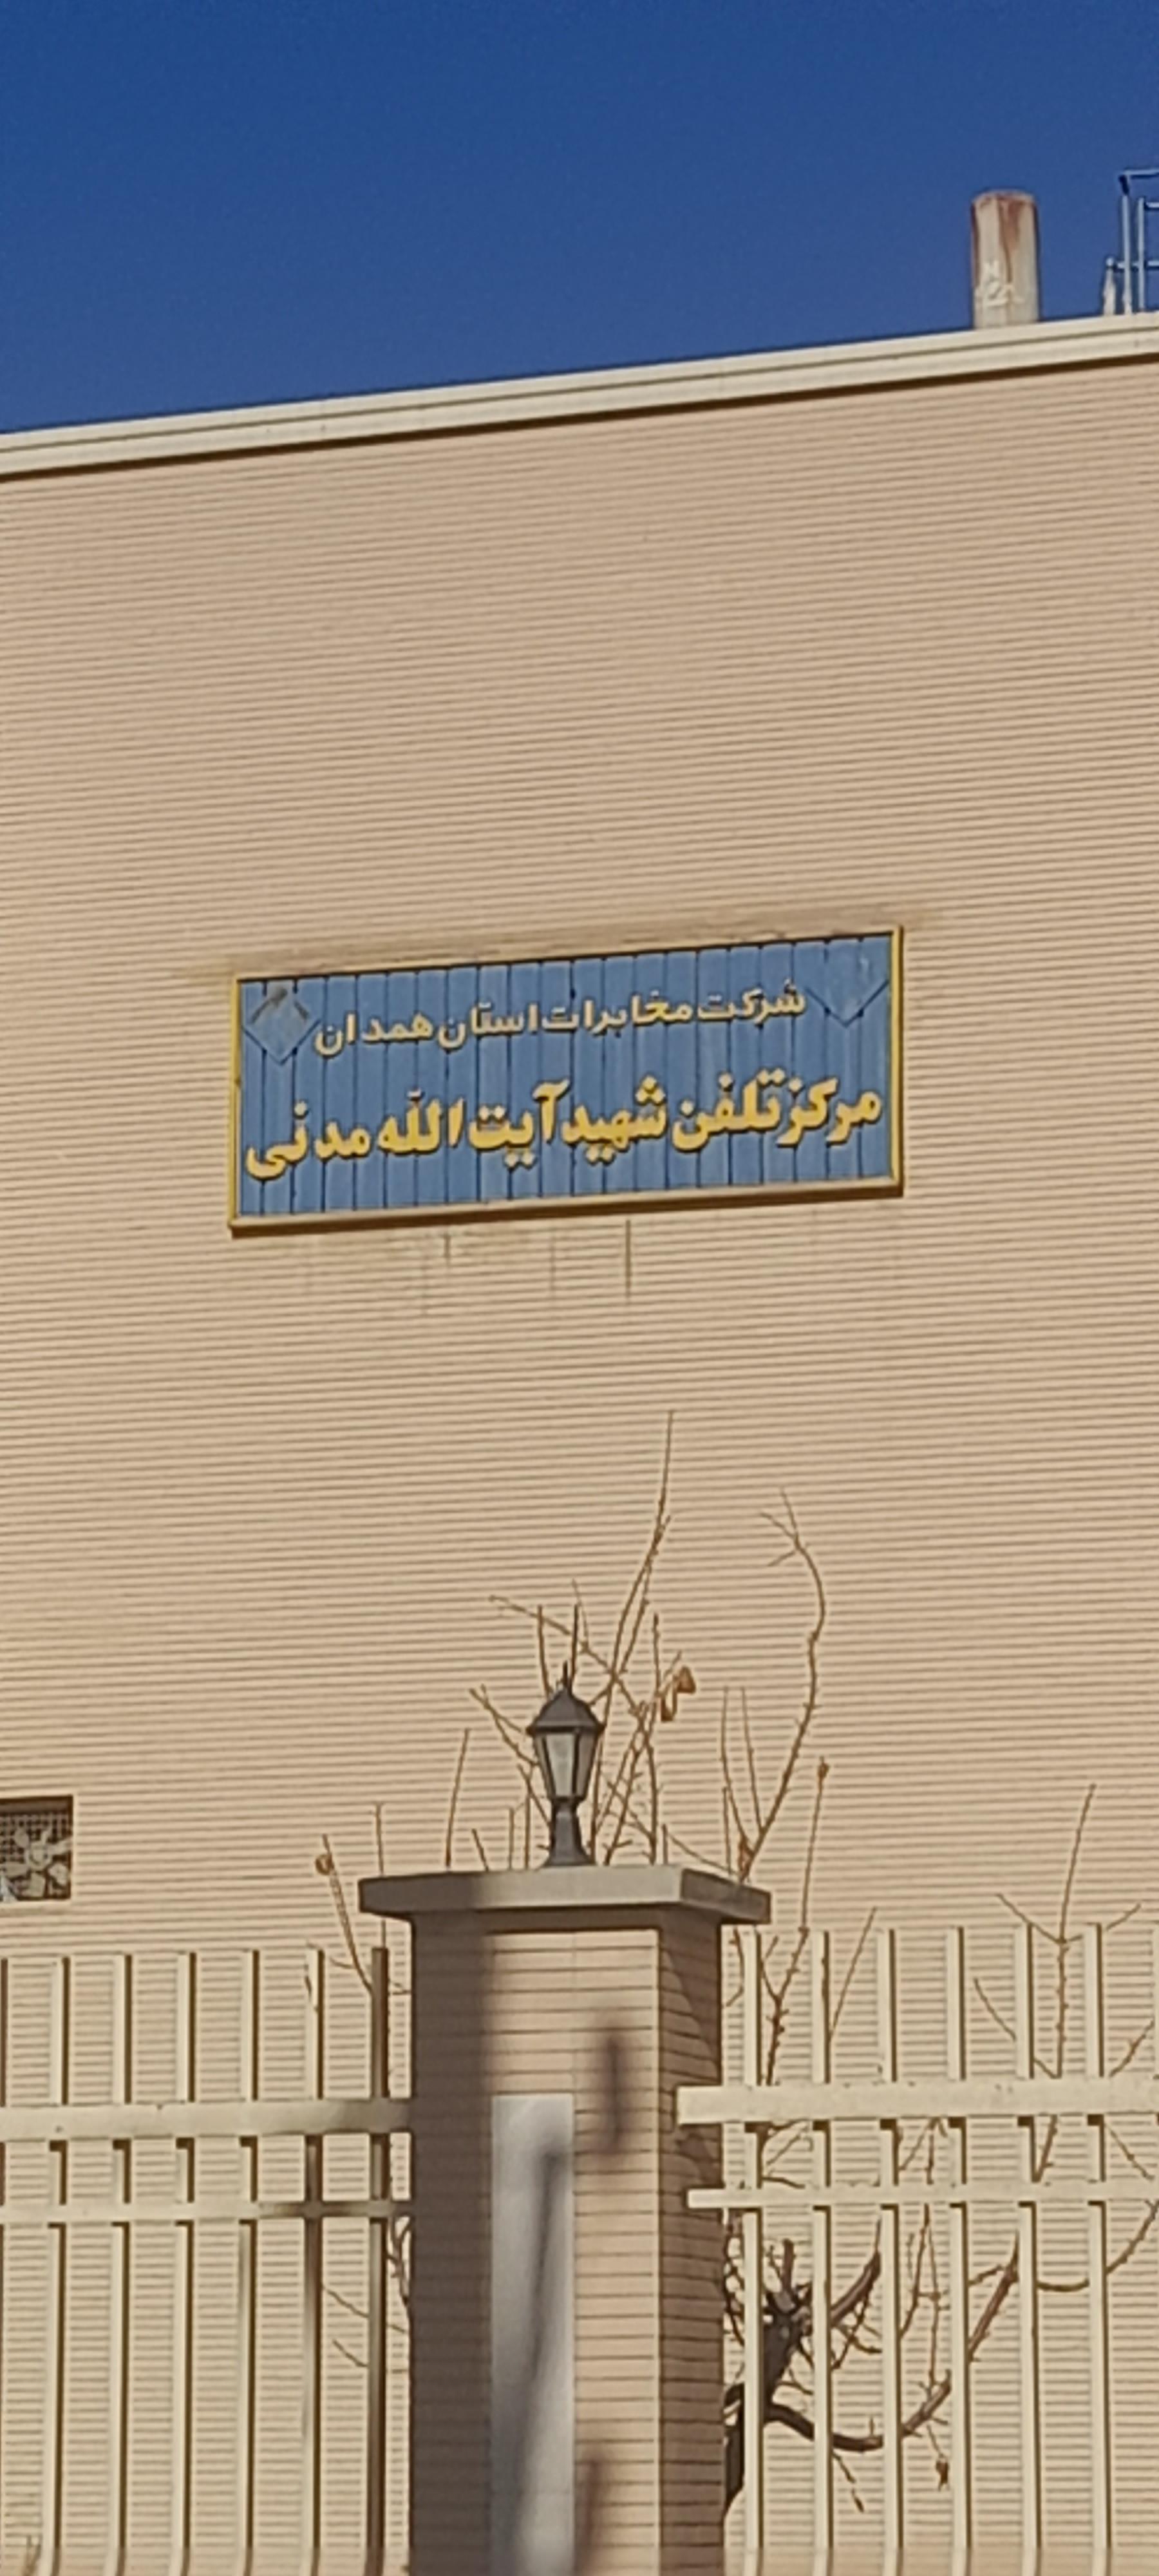 شرکت مخابرات استان همدان
مرکز تلفن شهید آیت الله مدنی